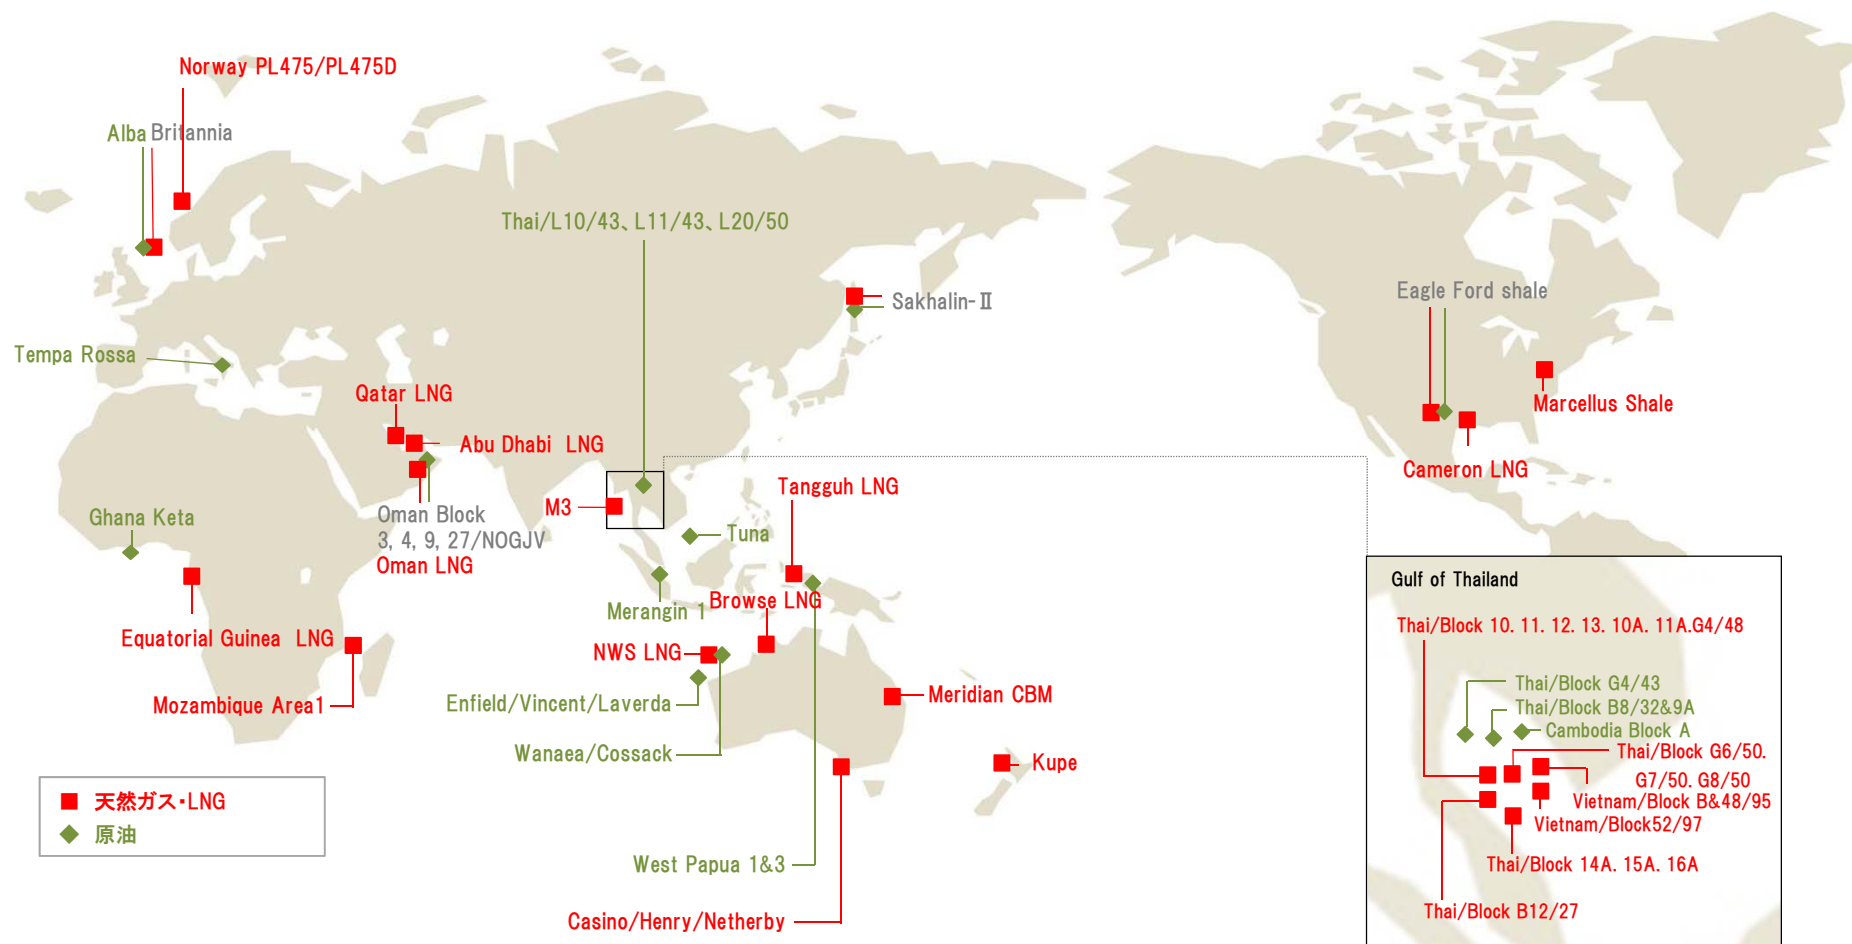 Norway PL475/PL475D
Alba Britannia
Thai/L10/43、L11/43、L20/50
Sakhalin-Ⅱ
Eagle Ford shale
Tempa Rossa
Qatar LNG
Marcellus Shale
Abu Dhabi LNG
Cameron LNG
Tangguh LNG
M3
Ghana Keta
Oman Block
3, 4, 9, 27/NOGJV
Oman LNG
Tuna
Merangin 1
Browse LNG
Equatorial Guinea LNG
NWS LNG
Mozambique Area1
Enfield/Vincent/Laverda
Meridian CBM
Wanaea/Cossack
Kupe
West Papua 1&3
Casino/Henry/Netherby
天然ガス・LNG
原油
Gulf of Thailand
Thai/Block 10. 11. 12. 13. 10A. 11A.G4/48
Thai/Block G4/43
Thai/Block B8/32&9A
Cambodia Block A
Thai/Block G6/50.
G7/50. G8/50
Vietnam/Block B&48/95
Vietnam/Block52/97
Thai/Block 14A. 15A. 16A
Thai/Block B12/27